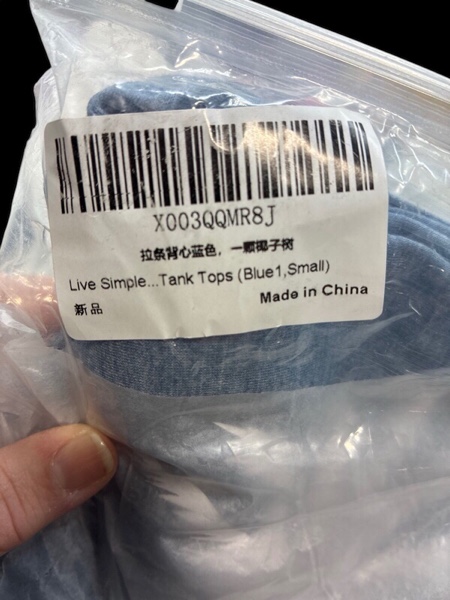 X003QQMR8J
拉条背心蓝色，一颗椰子树
Live Simple...Tank Tops (Blue1,Small)
新品
Made in China